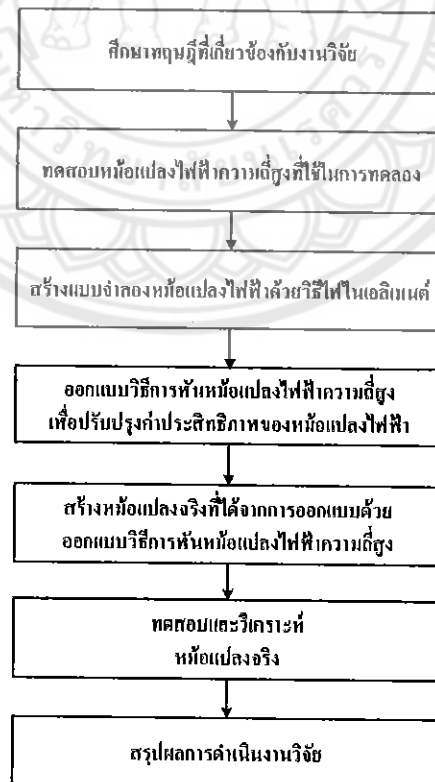 ศึกษาทฤษฎีที่เกี่ยวข้องกับงานวิจัย
ทดสอบหม้อแปลงไฟฟ้าความถี่สูงที่ใช้ในการทดลอง
สร้างแบบจำลองหม้อแปลงไฟฟ้าด้วยวิธีไฟไนเอลิเมนต์
ออกแบบวิธีการพันหม้อแปลงไฟฟ้าความถี่สูง
เพื่อปรับปรุงค่าประสิทธิภาพของหม้อแปลงไฟฟ้า
สร้างหม้อแปลงจริงที่ได้จากการออกแบบด้วย
ออกแบบวิธีการพันหม้อแปลงไฟฟ้าความถี่สูง
ทดสอบและวิเคราะห์
หม้อแปลงจริง
สรุปผลการดำเนินงานวิจัย